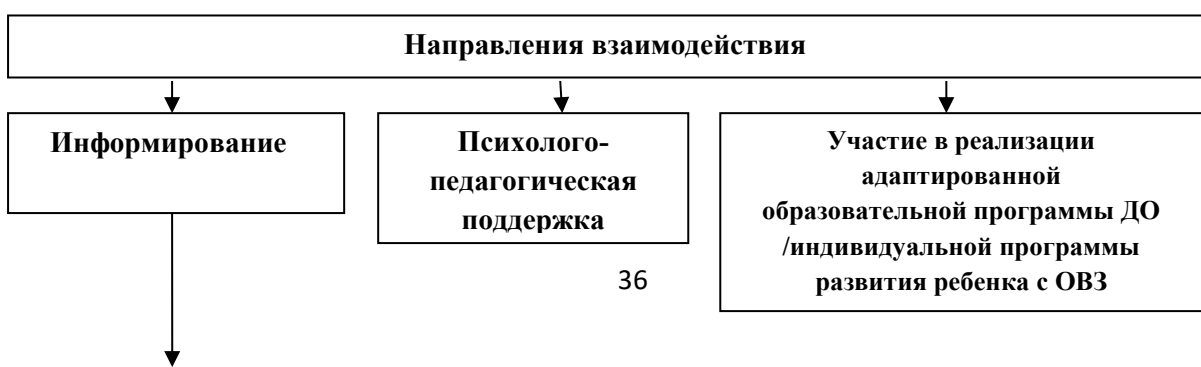 Направления взаимодействия
Информирование
Психолого-
педагогическая
поддержка
Участие в реализации
адаптированной
образовательной программы ДО
/индивидуальной программы
развития ребенка с ОВЗ
36